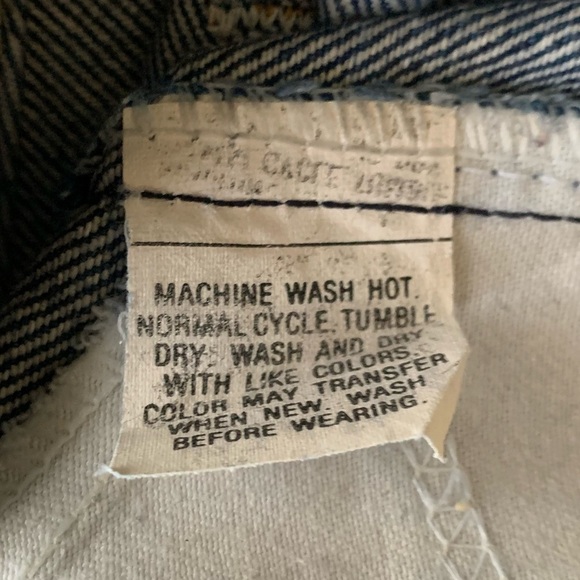 MACHINE WASH HOT.
NORMAL CYCLE. TUMBLE
DRY. WASH AND DRY
WITH LIKE COLORS.
COLOR MAY TRANSFER
WHEN NEW. WASH
BEFORE WEARING.